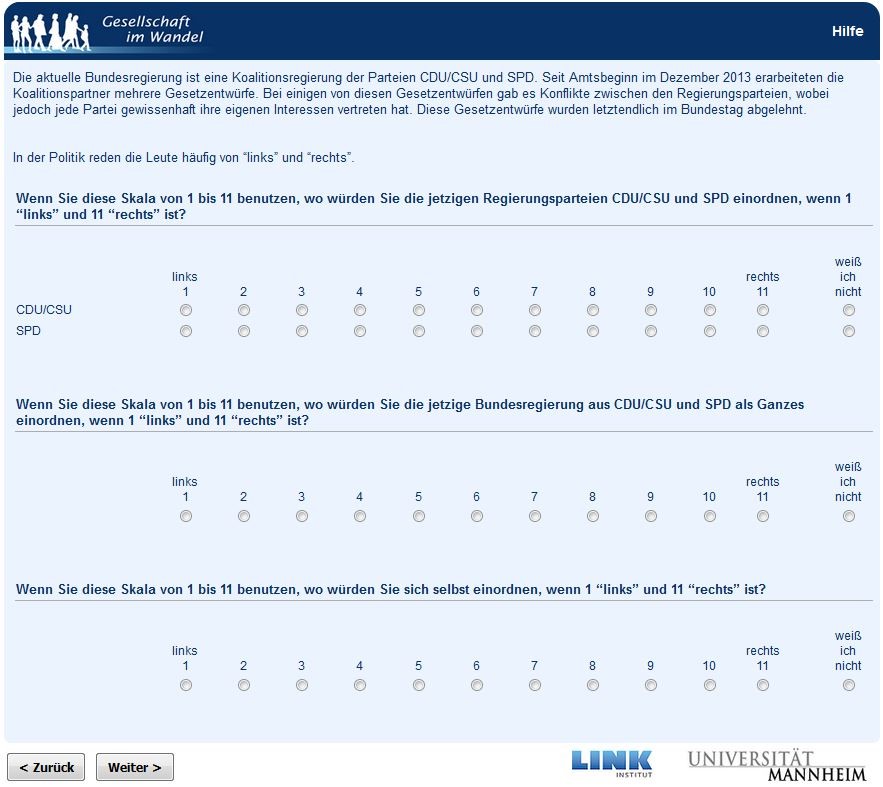 Gesellschaft
im Wandel
Hilfe
Die aktuelle Bundesregierung ist eine Koalitionsregierung der Parteien CDU/CSU und SPD. Seit Amtsbeginn im Dezember 2013 erarbeiteten die
Koalitionspartner mehrere Gesetzentwürfe. Bei einigen von diesen Gesetzentwürfen gab es Konflikte zwischen den Regierungsparteien, wobei
jedoch jede Partei gewissenhaft ihre eigenen Interessen vertreten hat. Diese Gesetzentwürfe wurden letztendlich im Bundestag abgelehnt.
In der Politik reden die Leute häufig von “links” und “rechts”.
Wenn Sie diese Skala von 1 bis 11 benutzen, wo würden Sie die jetzigen Regierungsparteien CDU/CSU und SPD einordnen, wenn 1
“links” und 11 “rechts” ist?
weiß
links rechts ich
1 2 3 4 5 6 7 8 9 10 11 nicht
CDU/CSU
SPD
Wenn Sie diese Skala von 1 bis 11 benutzen, wo würden Sie die jetzige Bundesregierung aus CDU/CSU und SPD als Ganzes
einordnen, wenn 1 “links” und 11 “rechts” ist?
weiß
links rechts ich
1 2 3 4 5 6 7 8 9 10 11 nicht
Wenn Sie diese Skala von 1 bis 11 benutzen, wo würden Sie sich selbst einordnen, wenn 1 “links” und 11 “rechts” ist?
weiß
links rechts ich
1 2 3 4 5 6 7 8 9 10 11 nicht
< Zurück Weiter >
LINK
INSTITUT
UNIVERSITÄT
MANNHEIM